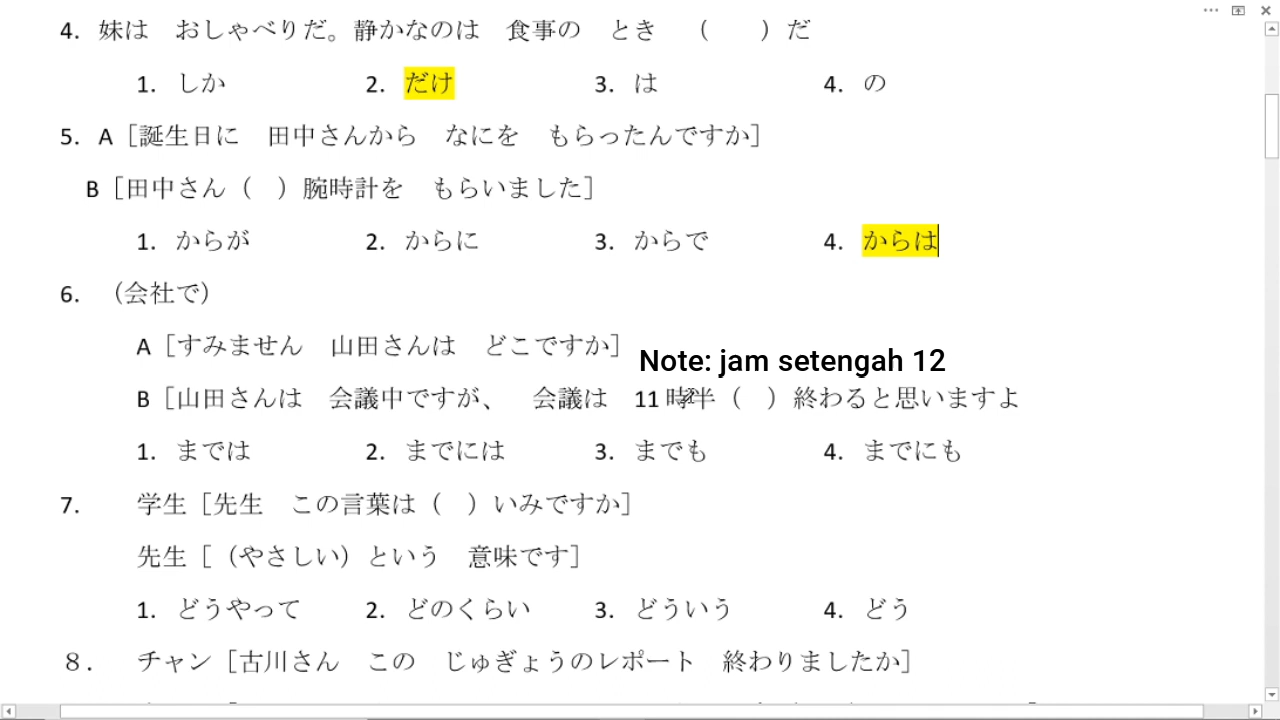 4. 妹は　おしゃべりだ。静かなのは　食事の　とき　（　　）だ
1. しか　2. だけ　3. は　4. の
5. A［誕生日に　田中さんから　なにを　もらったんですか］
B［田中さん（　）腕時計を　もらいました］
1. からが　2. からに　3. からで　4. からは
6. （会社で）
A［すみません　山田さんは　どこですか］
Note: jam setengah 12
B［山田さんは　会議中ですが、　会議は　11 時半（　）終わると思いますよ
1. までは　2. までには　3. までも　4. までにも
7. 学生［先生　この言葉は（　）いみですか］
先生［（やさしい）という　意味です］
1. どうやって　2. どのくらい　3. どういう　4. どう
８. チャン［古川さん　この　じゅぎょうのレポート　終わりましたか］